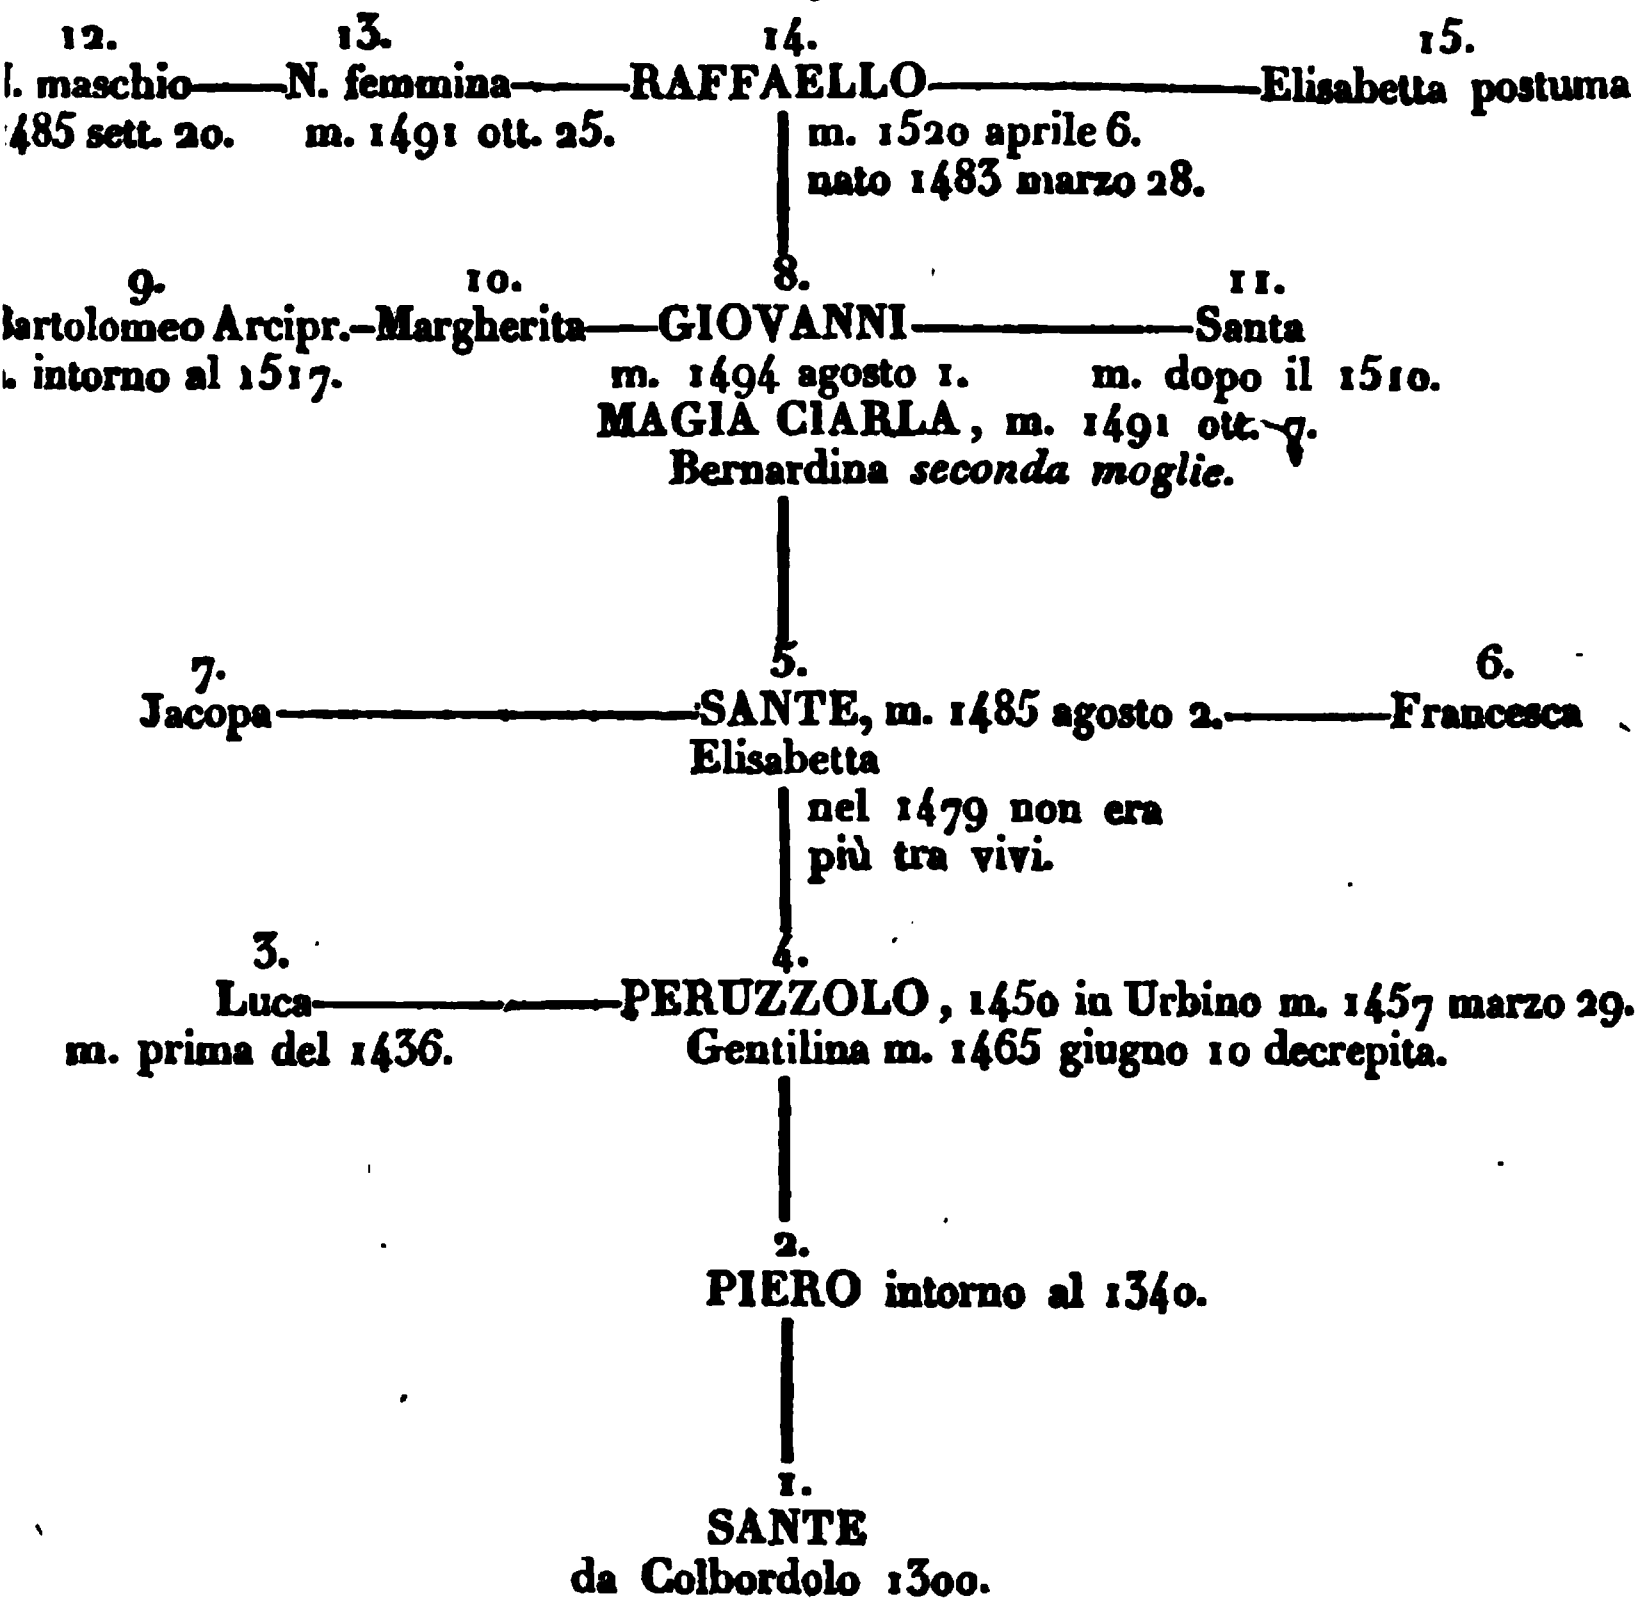 12. 13. 14. 15.
maschio N. femmina RAFFAELLO Elisabetta postuma
485 sett. 20. m. 1491 ott. 25. m. 1520 aprile 6.
nato 1483 marzo 28.
9. 10. 8. 11.
artolomeo Arcipr. Margherita GIOVANNI Santa
intorno al 1517. m. 1494 agosto 1. m. dopo il 1510.
MAGIA CIARLA, m. 1491 ott. 7.
Bernardina seconda moglie.
7. 5. 6.
Jacopa SANTE, m. 1485 agosto 2. Francesca
Elisabetta
nel 1479 non era
più tra vivi.
3. 4.
Luca PERUZZOLO, 1450 in Urbino m. 1457 marzo 29.
m. prima del 1436. Gentilina m. 1465 giugno 10 decrepita.
2.
PIERO intorno al 1340.
1.
SANTE
da Colbordolo 1300.